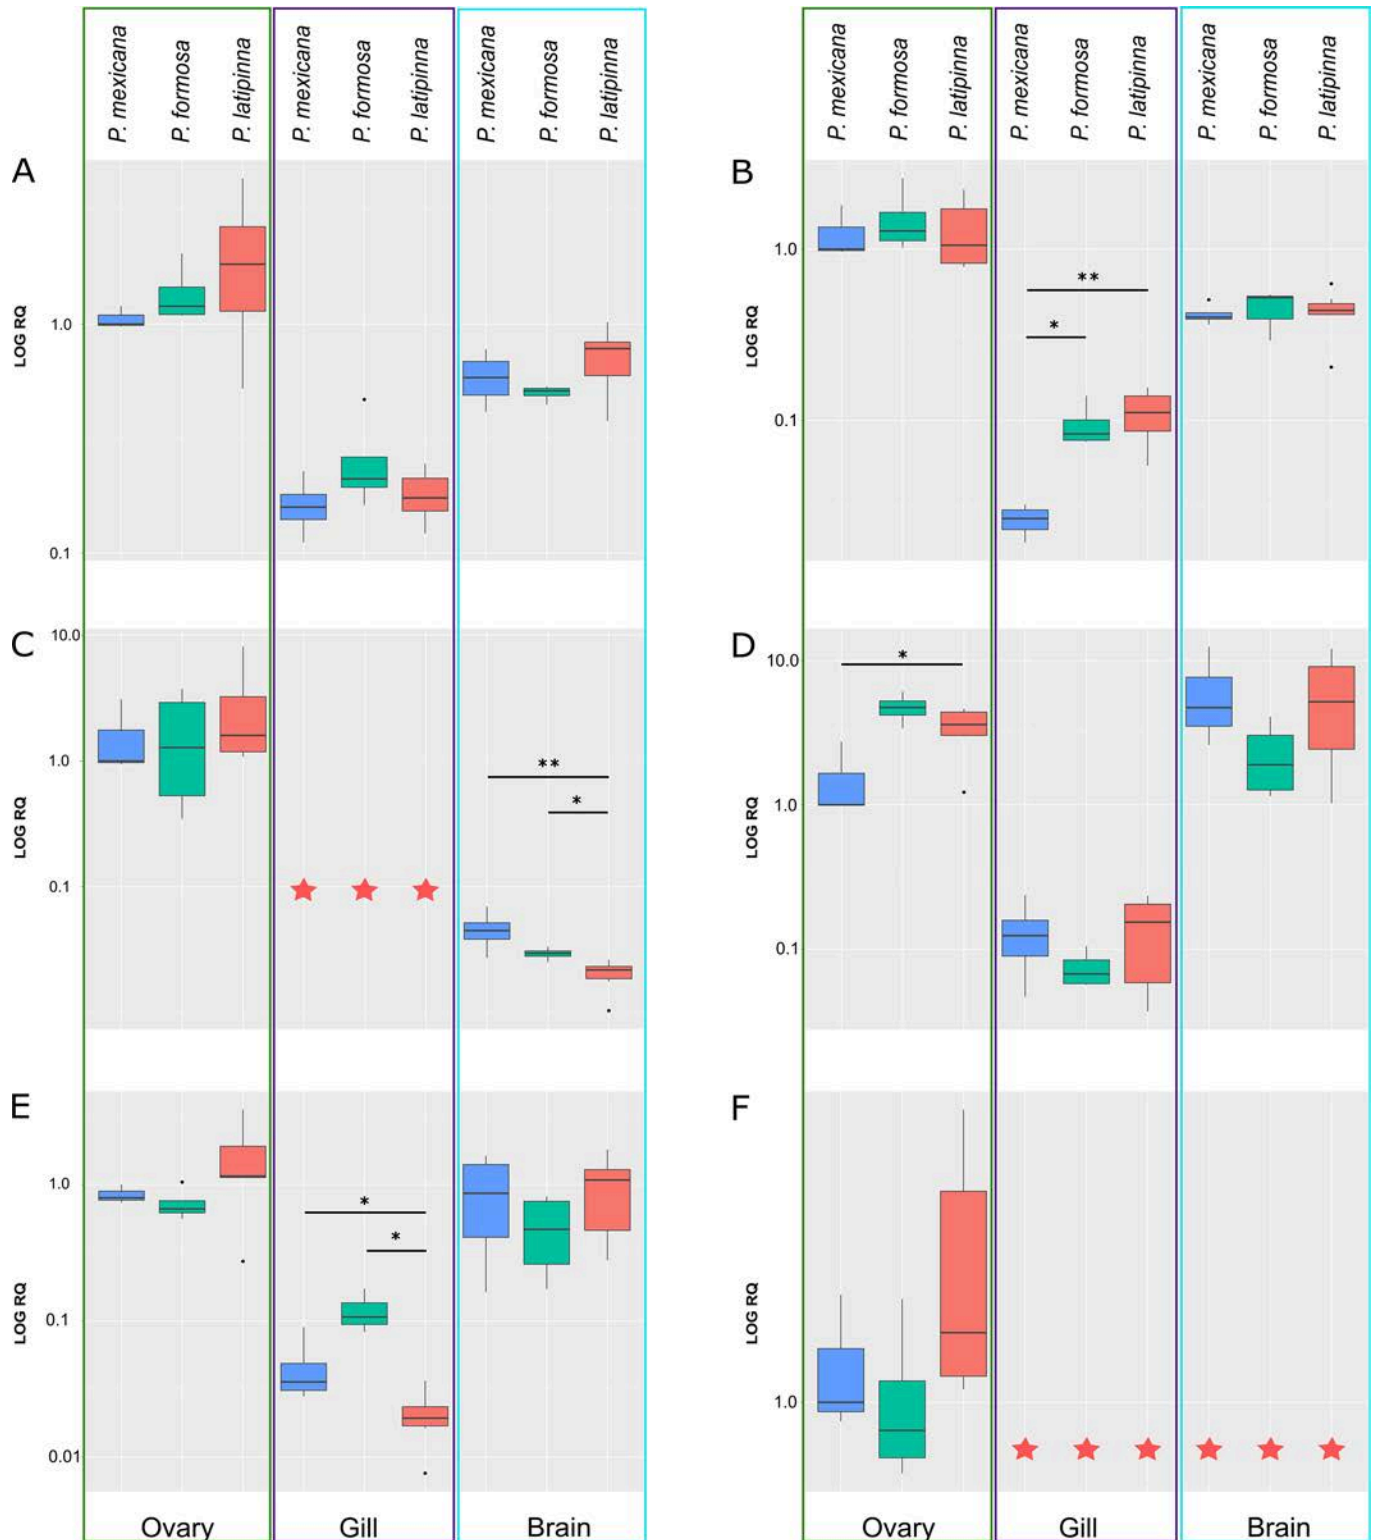 P. mexicana P. formosa P. latipinna P. mexicana P. formosa P. latipinna P. mexicana P. formosa P. latipinna
P. mexicana P. formosa P. latipinna P. mexicana P. formosa P. latipinna P. mexicana P. formosa P. latipinna
A
LOG RQ
1.0
0.1
B
LOG RQ
1.0
0.1
**
*
C
LOG RQ
10.0
1.0
0.1
**
*
D
LOG RQ
10.0
1.0
0.1
*
E
LOG RQ
1.0
0.1
0.01
*
*
F
LOG RQ
1.0
Ovary Gill Brain
Ovary Gill Brain